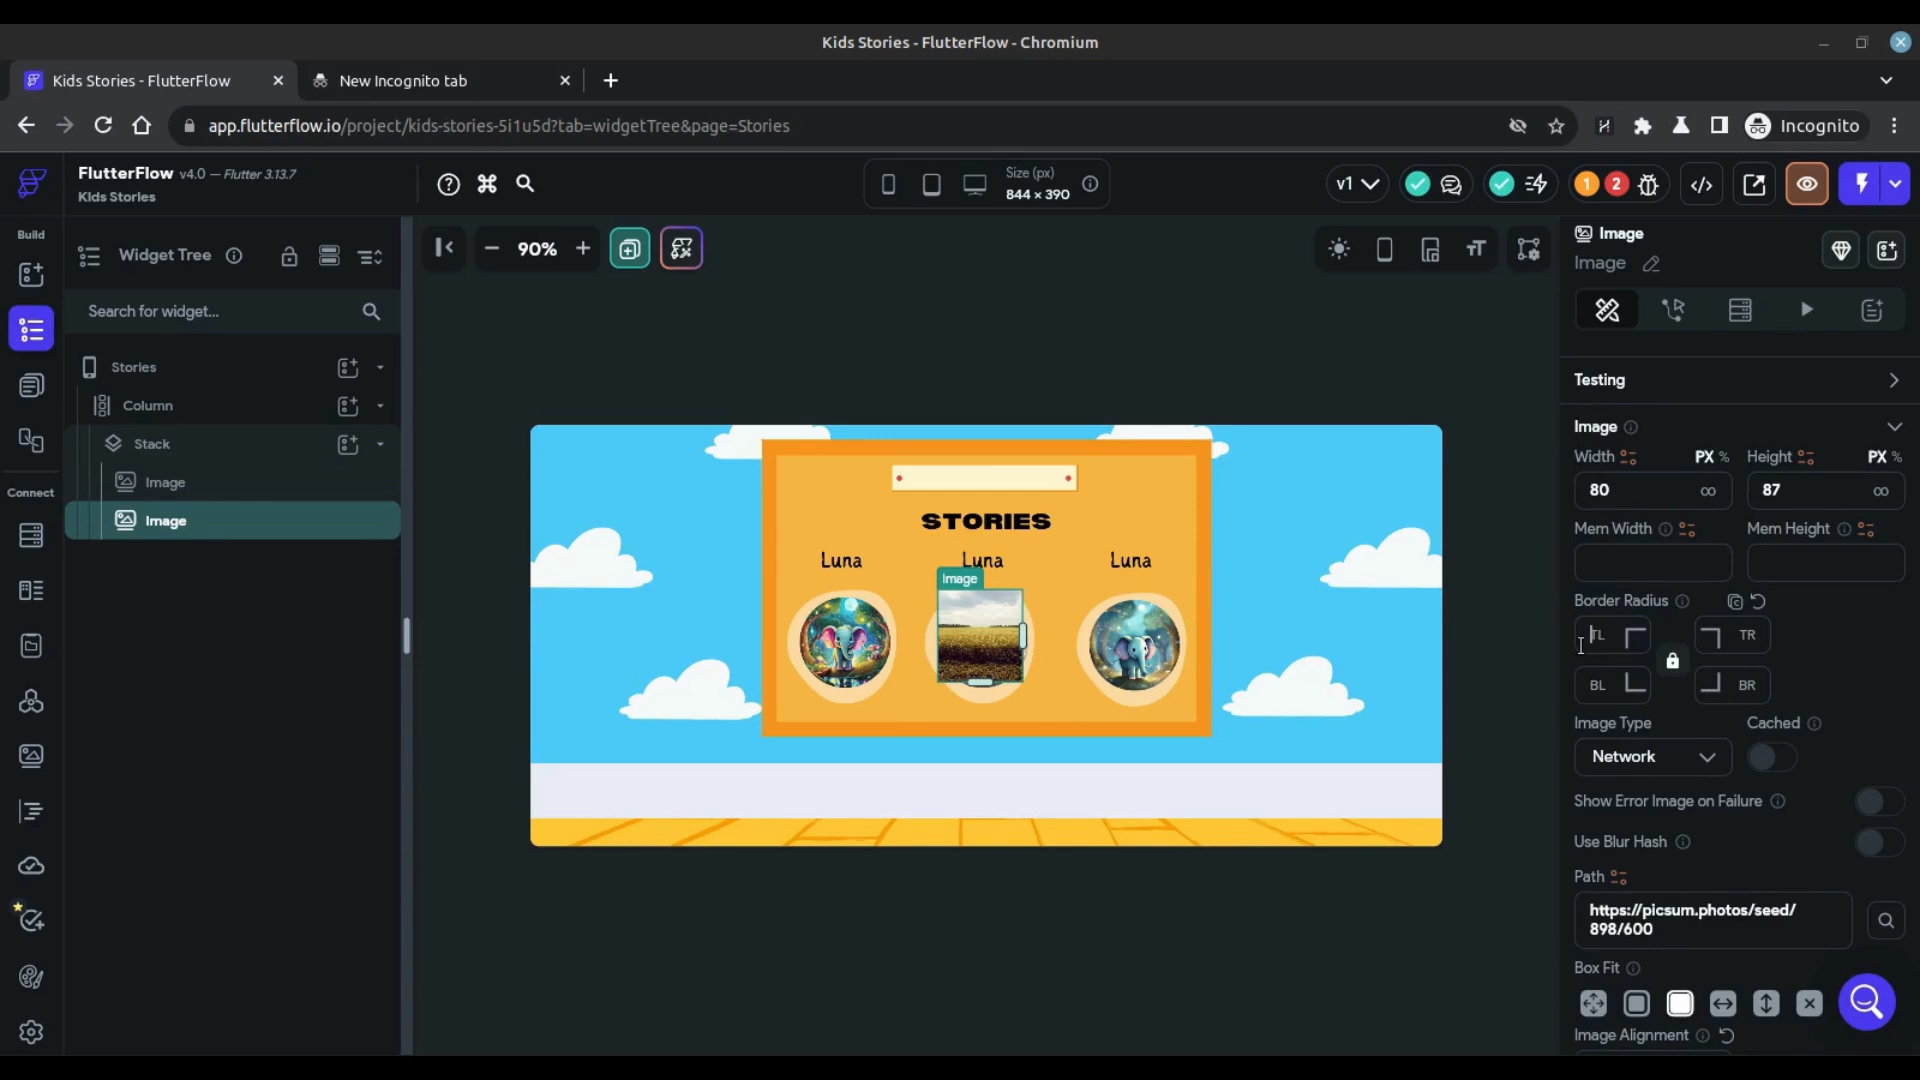 Kids Stories - FlutterFlow - Chromium
Kids Stories - FlutterFlow
New Incognito tab
app.flutterflow.io/project/kids-stories-5i1u5d?tab=widgetTree&page=Stories
Incognito
FlutterFlow v4.0 — Flutter 3.13.7
Kids Stories
Size (px)
844 × 390
v1
1
2
Build
Widget Tree
90%
Search for widget...
Stories
Column
Stack
Image
Image
Connect
STORIES
Luna
Luna
Luna
Image
Image
Image
Testing
Image
Width
PX %
Height
PX %
80
87
Mem Width
Mem Height
Border Radius
TL
TR
BL
BR
Image Type
Cached
Network
Show Error Image on Failure
Use Blur Hash
Path
https://picsum.photos/seed/
898/600
Box Fit
Image Alignment